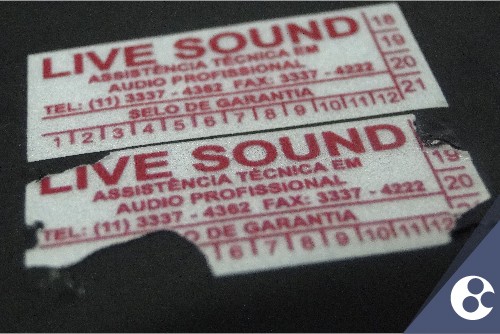 LIVE SOUND
ASSISTÊNCIA TÉCNICA EM
AUDIO PROFISSIONAL
TEL: (11) 3337 - 4362 FAX: 3337 - 4222
SELO DE GARANTIA
1 2 3 4 5 6 7 8 9 10 11 12
18
19
20
21
LIVE SOUND
ASSISTÊNCIA TÉCNICA EM
AUDIO PROFISSIONAL
TEL: (11) 3337 - 4362 FAX: 3337 - 4222
DE GARANTIA
6 7 8 9 10 11 12
19
20